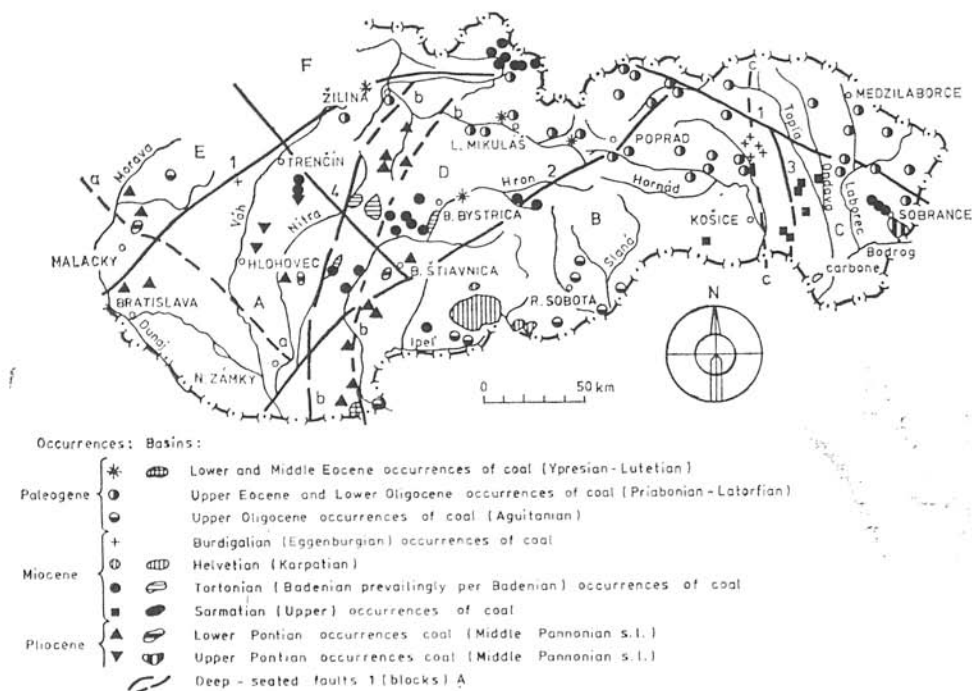 F
c
MEDZILABORCE
ŽILINA
b
b
1
Topľa
E
1
L. MIKULÁŠ
POPRAD
Morava
a
TRENČÍN
D
3
4
Hron
2
Hornád
Laborec
Váh
Nitra
B. BYSTRICA
B
KOŠICE
SOBRANCE
C
Slaná
Bodrog
MALACKY
HLOHOVEC
B. ŠTIAVNICA
carbone
c
BRATISLAVA
A
R. SOBOTA
N
Dunaj
a
b
Ipeľ
N. ZÁMKY
b
0 50 km
Occurrences: Basins:
Paleogene
Lower and Middle Eocene occurrences of coal (Ypresian-Lutetian)
Upper Eocene and Lower Oligocene occurrences of coal (Priabonian-Latorfian)
Upper Oligocene occurrences of coal (Aquitanian)
Miocene
Burdigalian (Eggenburgian) occurrences of coal
Helvetian (Karpatian)
Tortonian (Badenian prevailingly per Badenian) occurrences of coal
Sarmatian (Upper) occurrences of coal
Pliocene
Lower Pontian occurrences coal (Middle Pannonian s.l.)
Upper Pontian occurrences coal (Middle Pannonian s.l.)
Deep-seated faults 1 (blocks) A